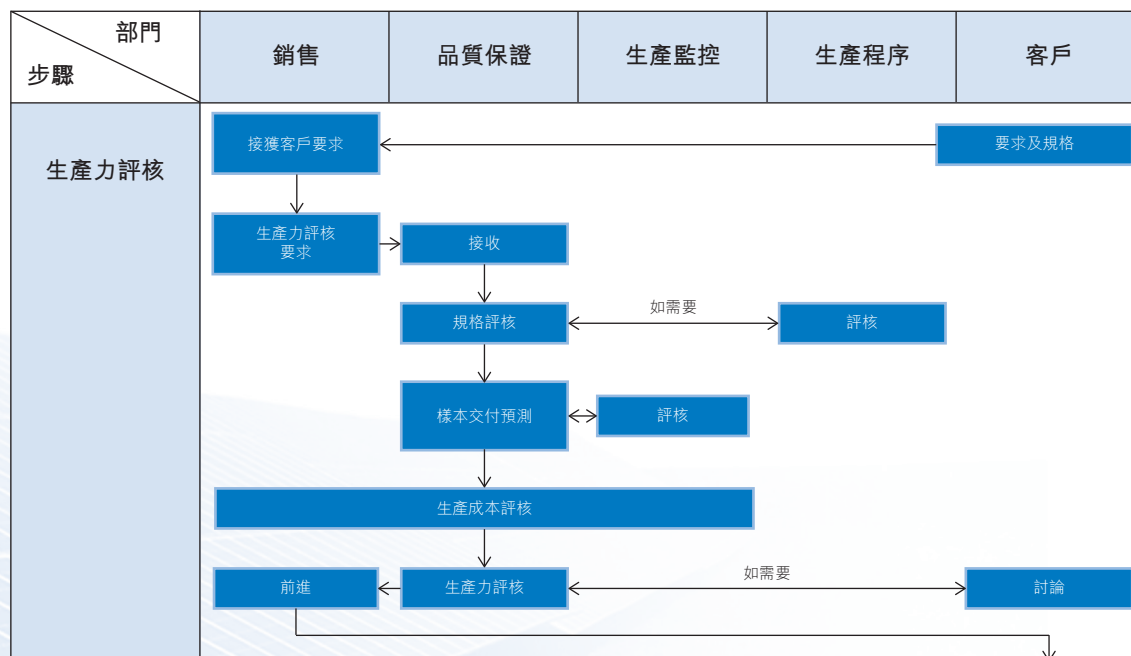 部門
步驟
銷售
品質保證
生產監控
生產程序
客戶
生產力評核
接獲客戶要求
要求及規格
生產力評核
要求
接收
規格評核
如需要
評核
樣本交付預測
評核
生產成本評核
前進
生產力評核
如需要
討論